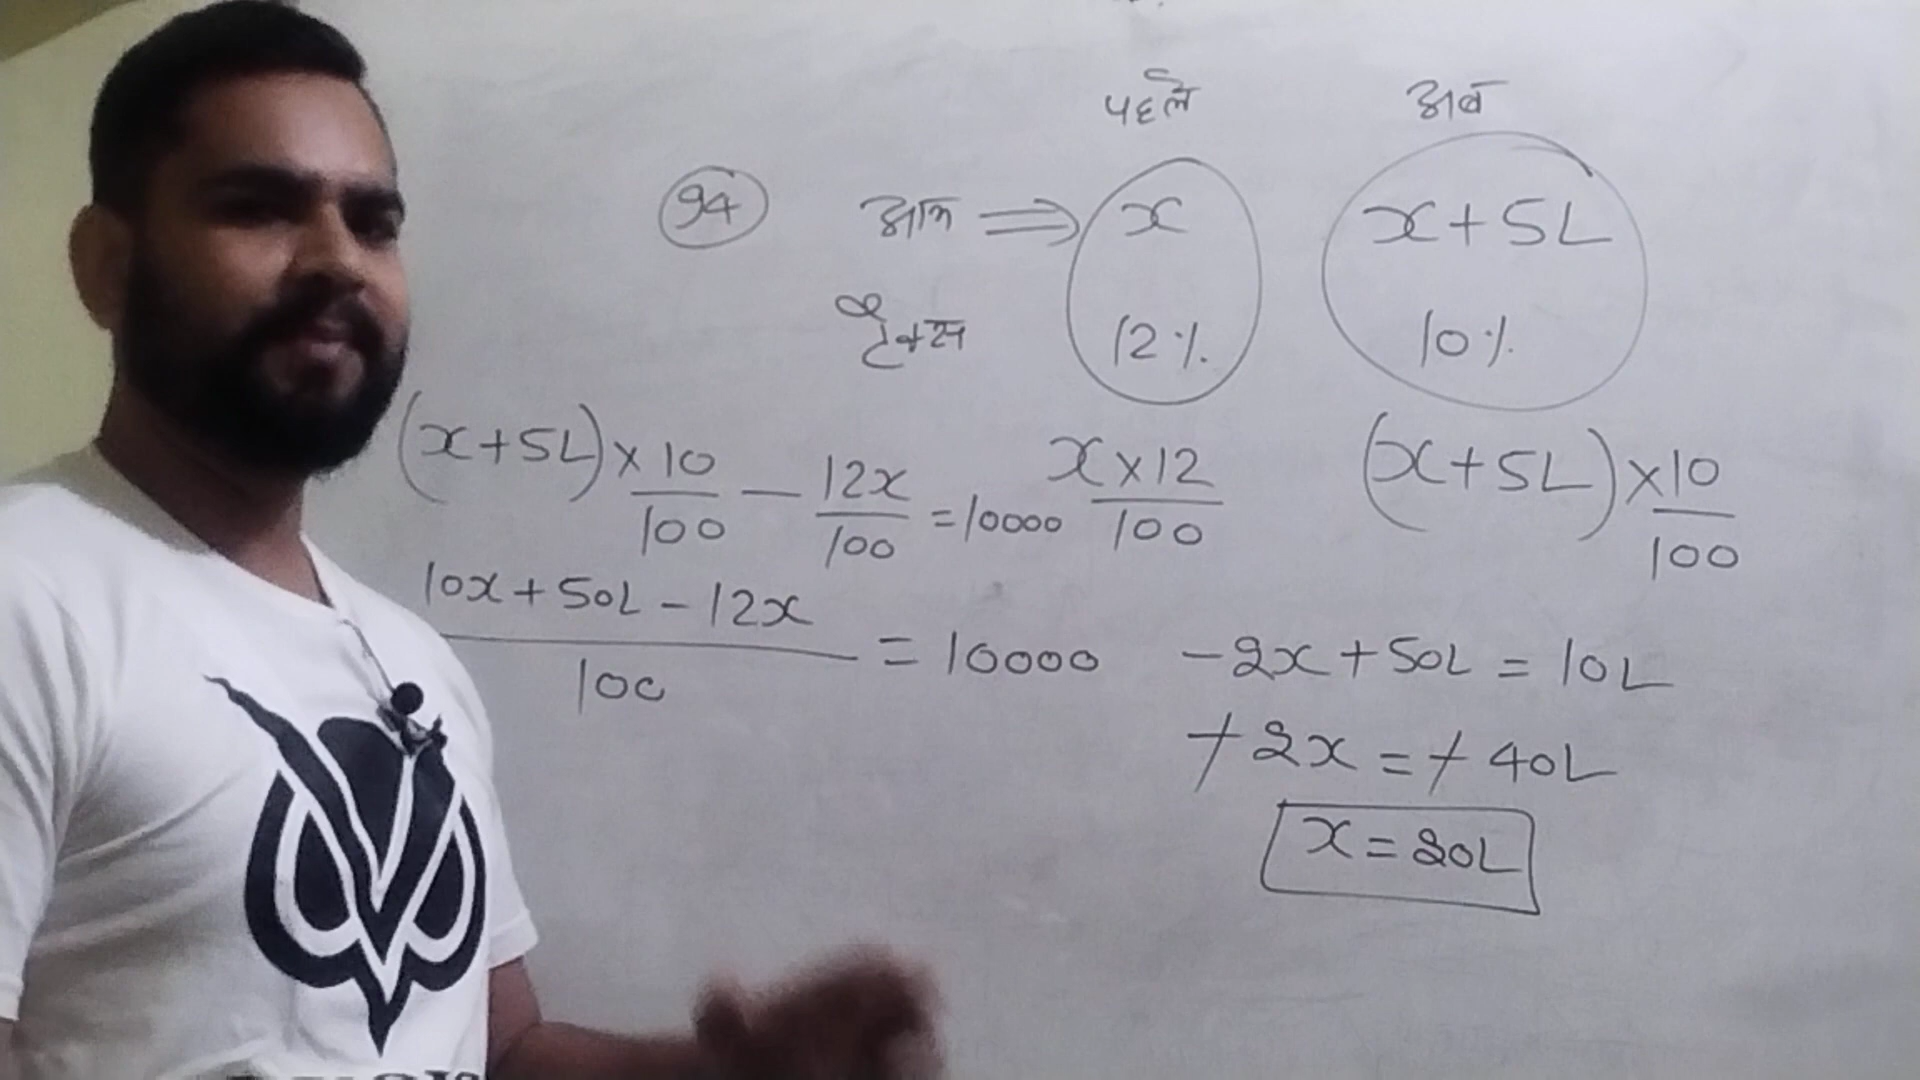 पहले अब
94 आय ⇒ x x+5L
टैक्स 12% 10%
(x+5L)×10/100 − 12x/100 = 10000 x×12/100 (x+5L)×10/100
(10x+50L−12x)/100 = 10000 −2x+50L = 10L
−2x = −40L
x = 20L